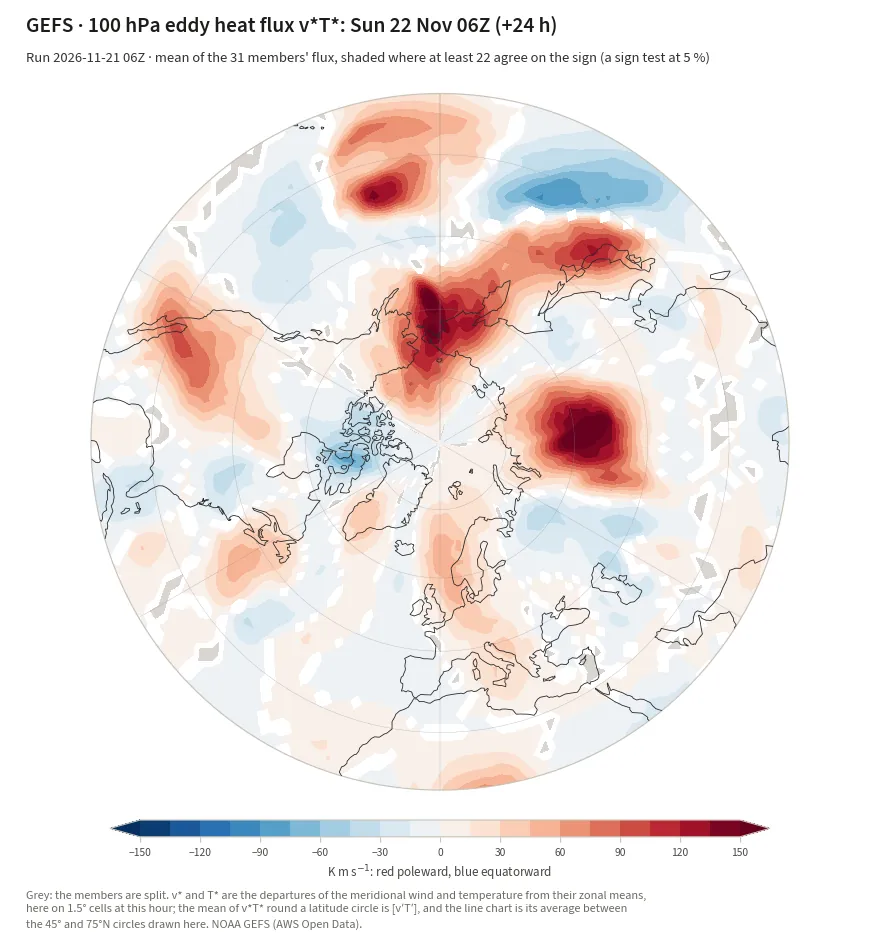 GEFS · 100 hPa eddy heat flux v*T*: Sun 22 Nov 06Z (+24 h)
Run 2026-11-21 06Z · mean of the 31 members' flux, shaded where at least 22 agree on the sign (a sign test at 5 %)
−150 −120 −90 −60 −30 0 30 60 90 120 150
K m s⁻¹: red poleward, blue equatorward
Grey: the members are split. v* and T* are the departures of the meridional wind and temperature from their zonal means,
here on 1.5° cells at this hour; the mean of v*T* round a latitude circle is [v′T′], and the line chart is its average between
the 45° and 75°N circles drawn here. NOAA GEFS (AWS Open Data).